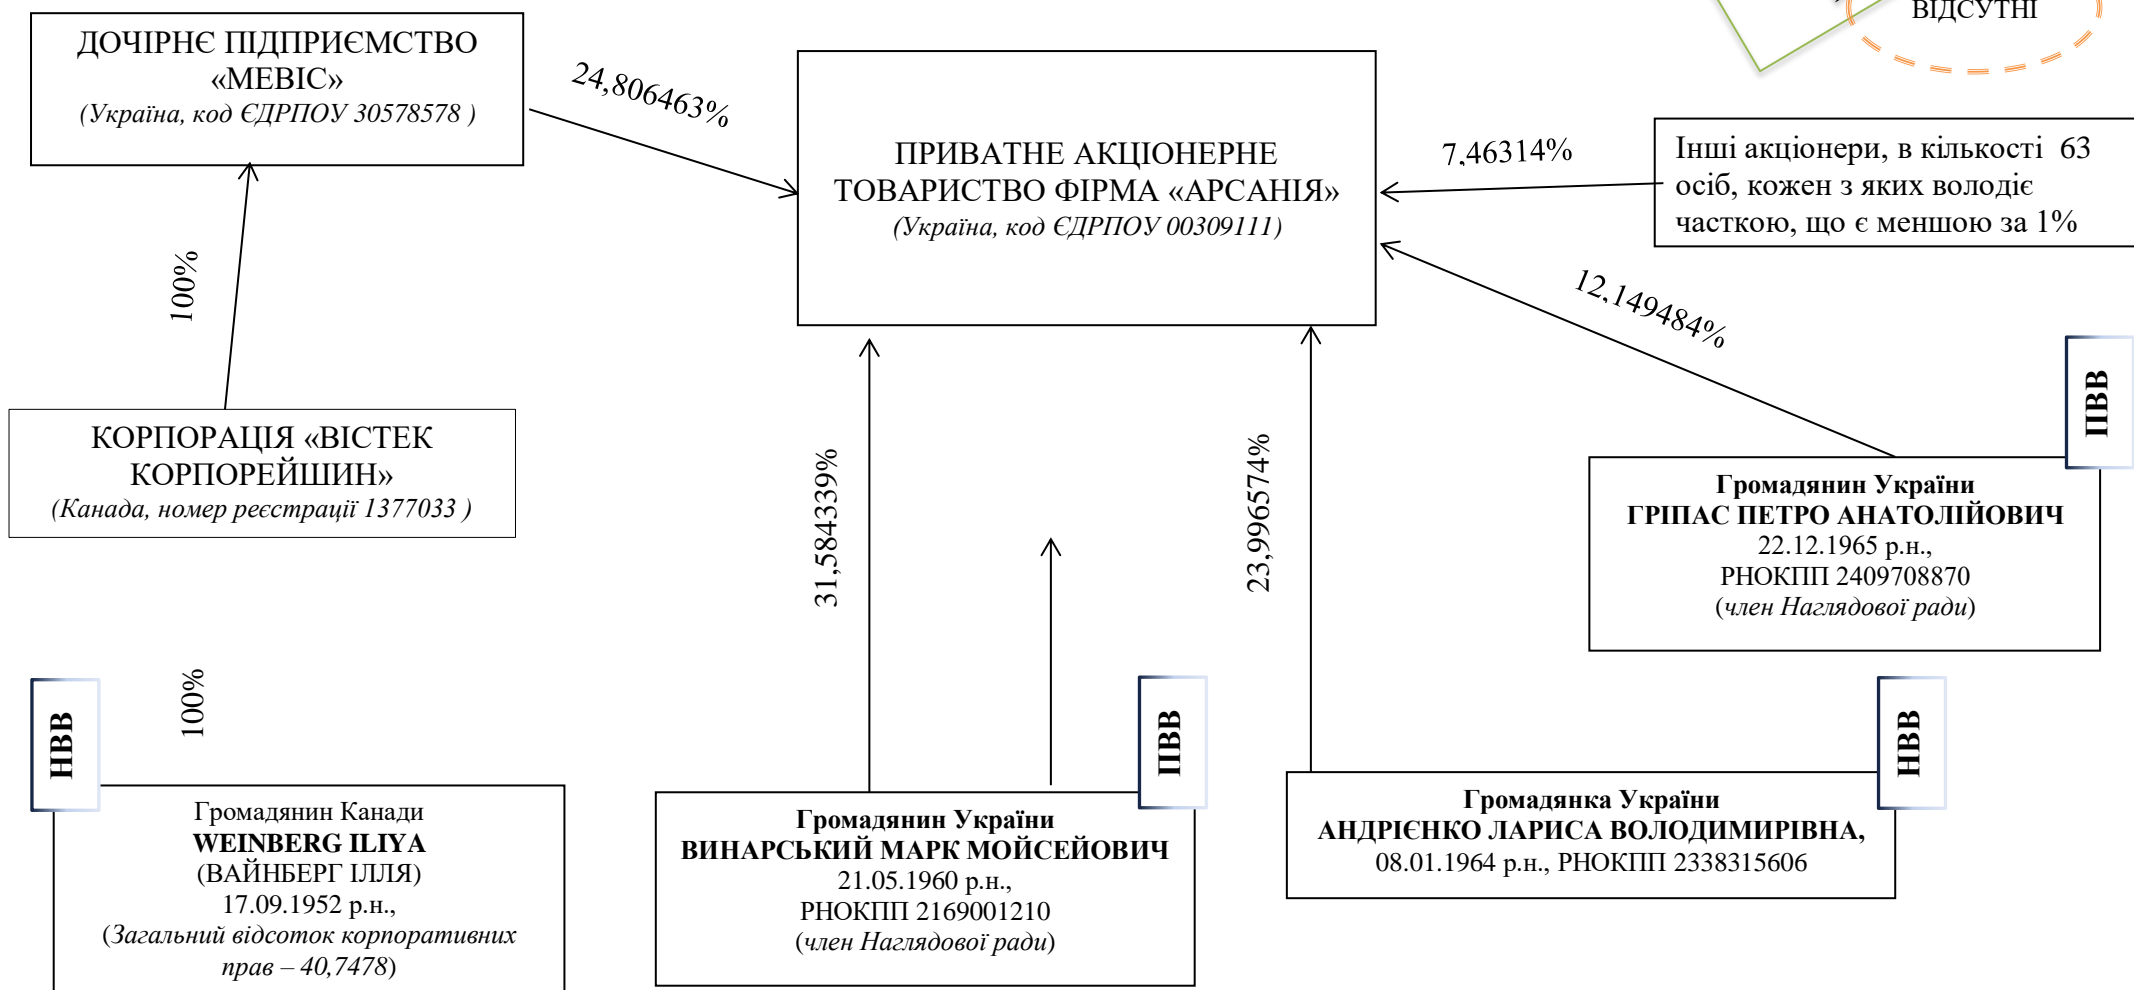 ВІДСУТНІ
ДОЧІРНЄ ПІДПРИЄМСТВО
«МЕВІС»
(Україна, код ЄДРПОУ 30578578 )
24,806463%
ПРИВАТНЕ АКЦІОНЕРНЕ
ТОВАРИСТВО ФІРМА «АРСАНІЯ»
(Україна, код ЄДРПОУ 00309111)
7,46314%
Інші акціонери, в кількості 63
осіб, кожен з яких володіє
часткою, що є меншою за 1%
100%
12,149484%
КОРПОРАЦІЯ «ВІСТЕК
КОРПОРЕЙШИН»
(Канада, номер реєстрації 1377033 )
31,584339%
23,996574%
ПВВ
Громадянин України
ГРІПАС ПЕТРО АНАТОЛІЙОВИЧ
22.12.1965 р.н.,
РНОКПП 2409708870
(член Наглядової ради)
НВВ
100%
Громадянин Канади
WEINBERG ILIYA
(ВАЙНБЕРГ ІЛЛЯ)
17.09.1952 р.н.,
(Загальний відсоток корпоративних
прав – 40,7478)
ПВВ
Громадянин України
ВИНАРСЬКИЙ МАРК МОЙСЕЙОВИЧ
21.05.1960 р.н.,
РНОКПП 2169001210
(член Наглядової ради)
НВВ
Громадянка України
АНДРІЄНКО ЛАРИСА ВОЛОДИМИРІВНА,
08.01.1964 р.н., РНОКПП 2338315606